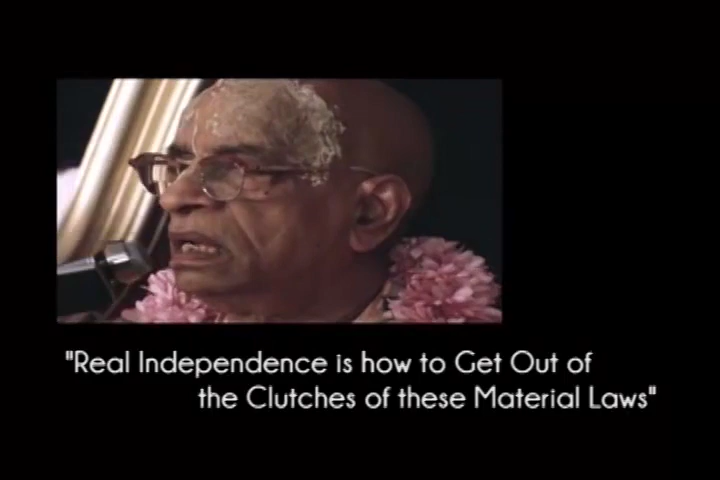 "Real Independence is how to Get Out of
the Clutches of these Material Laws"